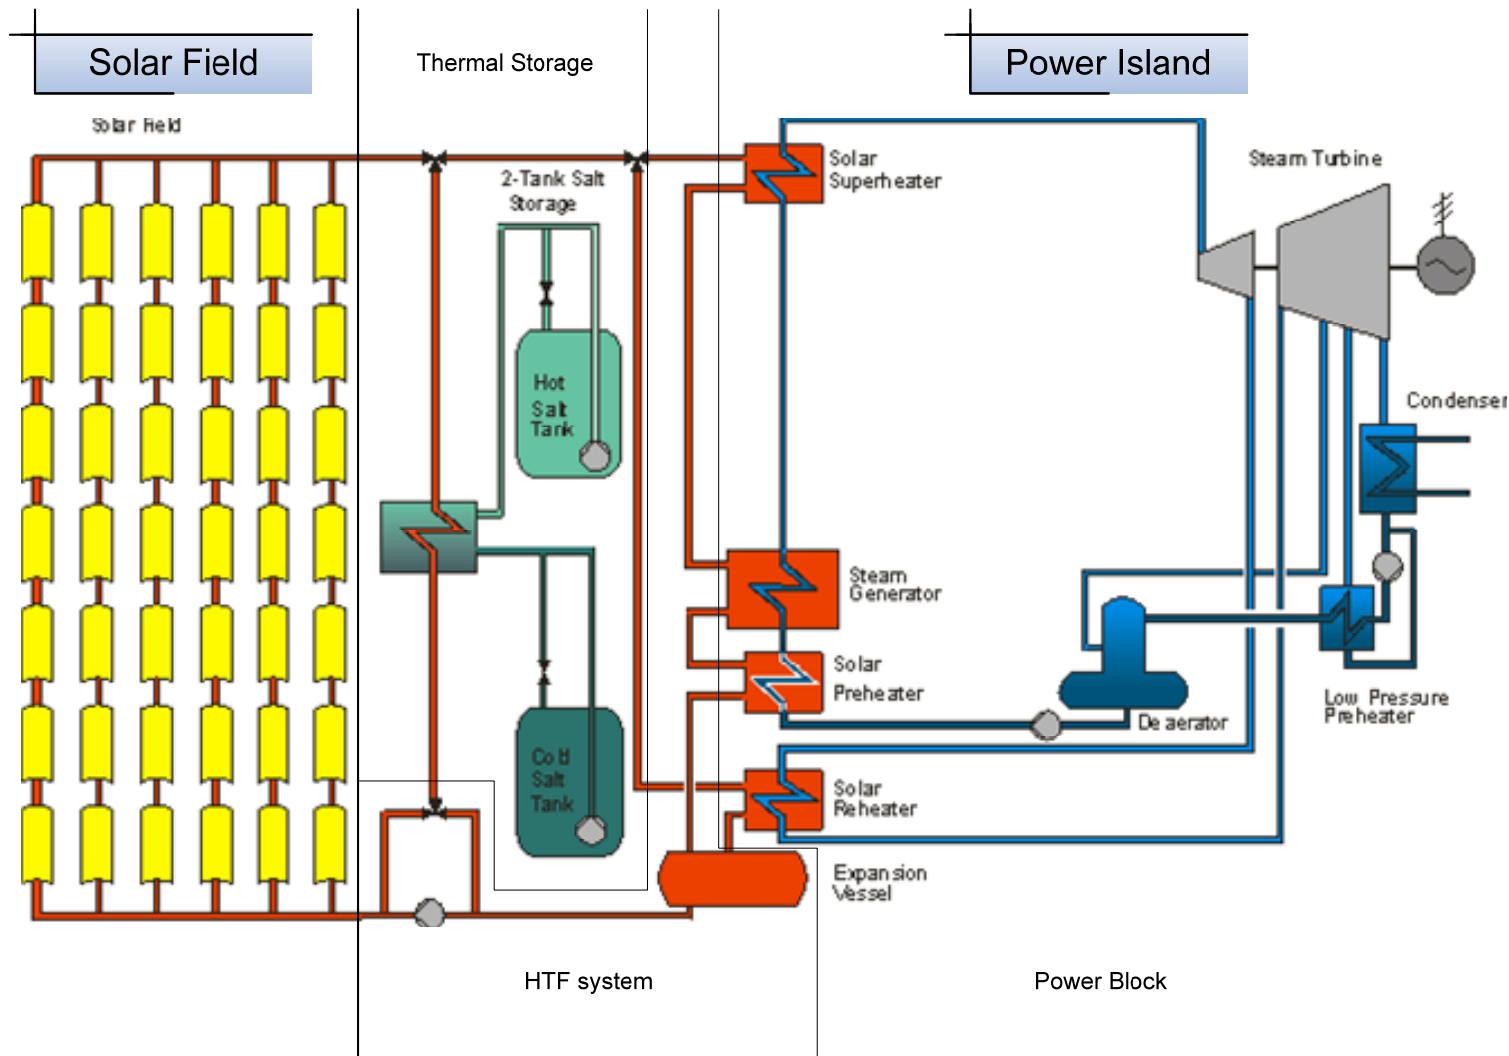 Solar Field
Thermal Storage
Power Island
Solar Field
2-Tank Salt
Storage
Solar
Superheater
Steam Turbine
Hot
Salt
Tank
Condenser
Steam
Generator
Solar
Preheater
Deaerator
Low Pressure
Preheater
Cold
Salt
Tank
Solar
Reheater
Expansion
Vessel
HTF system
Power Block